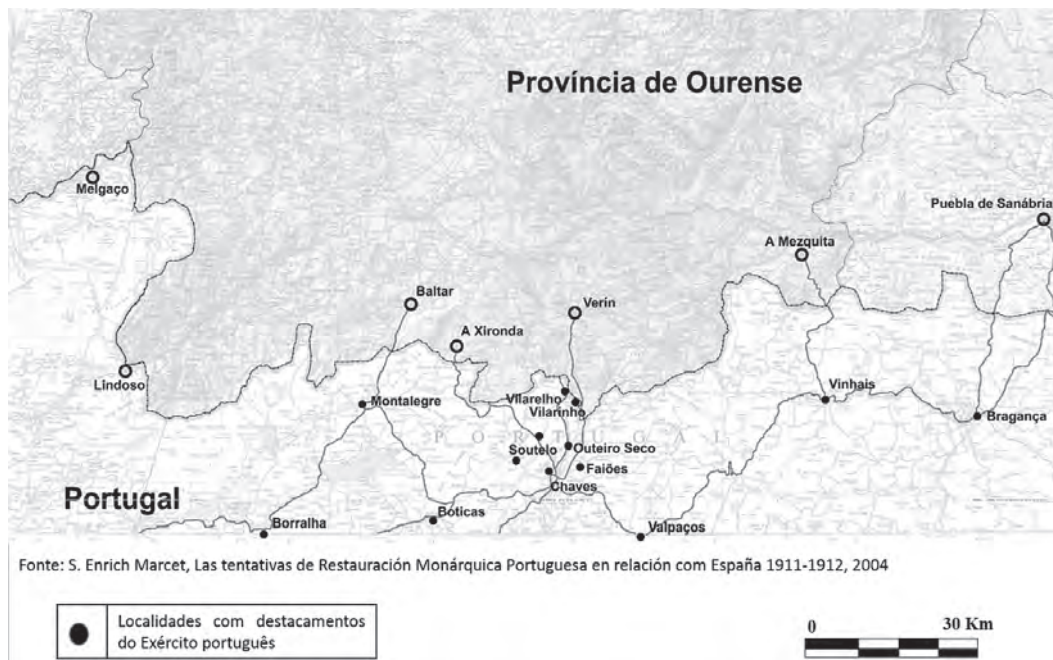 Província de Ourense
Melgaço
Puebla de Sanábria
A Mezquita
Baltar
Verín
A Xironda
Lindoso
Montalegre
Vilarelho
Vilarinho
Vinhais
Bragança
PORTUGAL
Soutelo
Outeiro Seco
Faiões
Chaves
Portugal
Borralha
Boticas
Valpaços
Fonte: S. Enrich Marcet, Las tentativas de Restauración Monárquica Portuguesa en relación com España 1911-1912, 2004
Localidades com destacamentos
do Exército português
0 30 Km